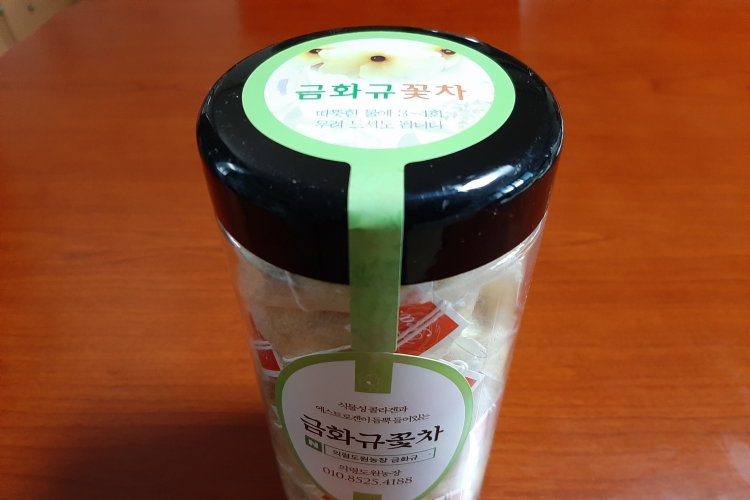 금화규꽃차
따뜻한 물에 3~4회
우려 드셔도 됩니다
식물성 콜라겐과
에스트로겐이 듬뿍 들어있는
금화규꽃차
N 의령도원농장 금화규
의령도원농장
010.8525.4188